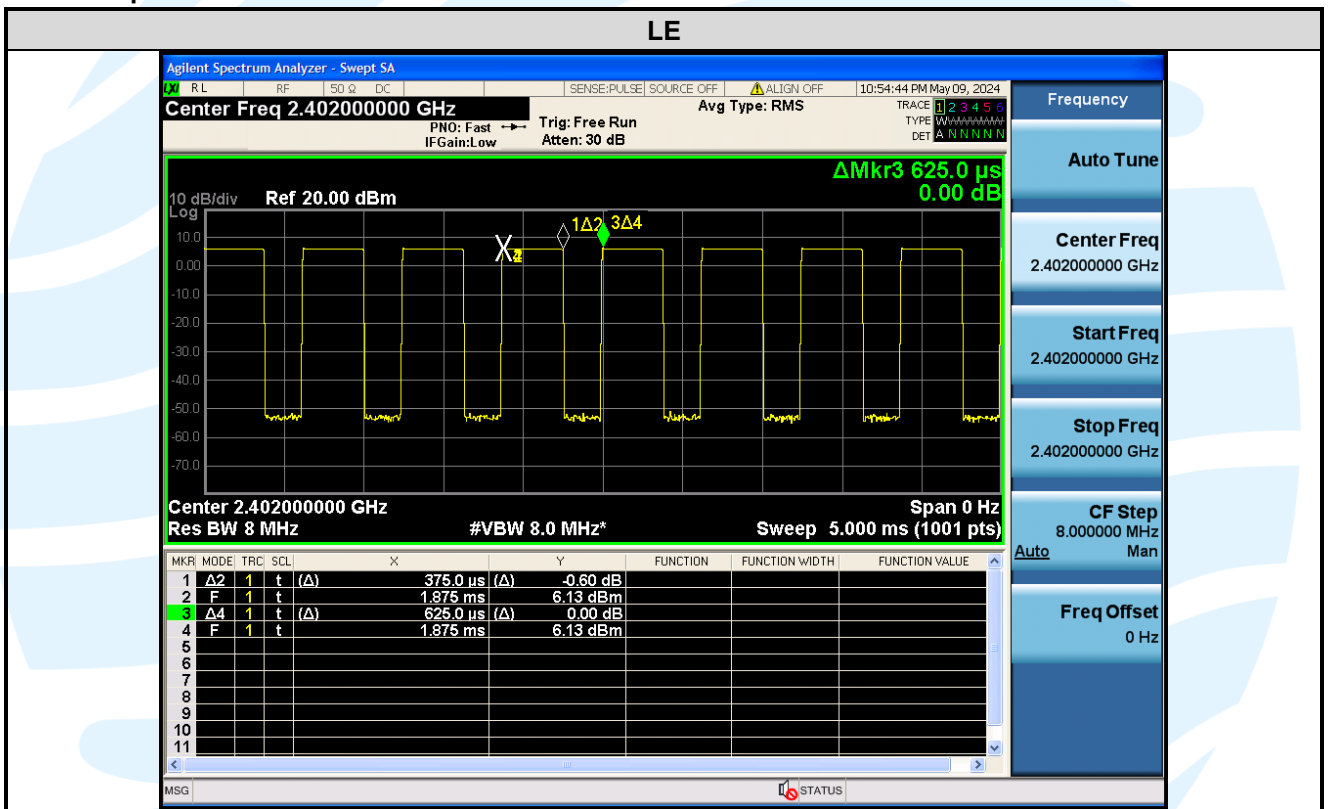 LE
Agilent Spectrum Analyzer - Swept SA
LXI RL RF 50 Ω DC SENSE:PULSE SOURCE OFF ALIGN OFF 10:54:44 PM May 09, 2024
Center Freq 2.402000000 GHz
PNO: Fast
IFGain:Low
Trig: Free Run
Atten: 30 dB
Avg Type: RMS
TRACE 1 2 3 4 5 6
TYPE
DET A N N N N N
ΔMkr3 625.0 µs
0.00 dB
10 dB/div Ref 20.00 dBm
Log
10.0
0.00
-10.0
-20.0
-30.0
-40.0
-50.0
-60.0
-70.0
1Δ2 3Δ4
Center 2.402000000 GHz Span 0 Hz
Res BW 8 MHz #VBW 8.0 MHz* Sweep 5.000 ms (1001 pts)
MKR MODE TRC SCL X Y FUNCTION FUNCTION WIDTH FUNCTION VALUE
1 Δ2 1 t (Δ) 375.0 µs (Δ) -0.60 dB
2 F 1 t 1.875 ms 6.13 dBm
3 Δ4 1 t (Δ) 625.0 µs (Δ) 0.00 dB
4 F 1 t 1.875 ms 6.13 dBm
5
6
7
8
9
10
11
MSG STATUS
Frequency
Auto Tune
Center Freq
2.402000000 GHz
Start Freq
2.402000000 GHz
Stop Freq
2.402000000 GHz
CF Step
8.000000 MHz
Auto Man
Freq Offset
0 Hz